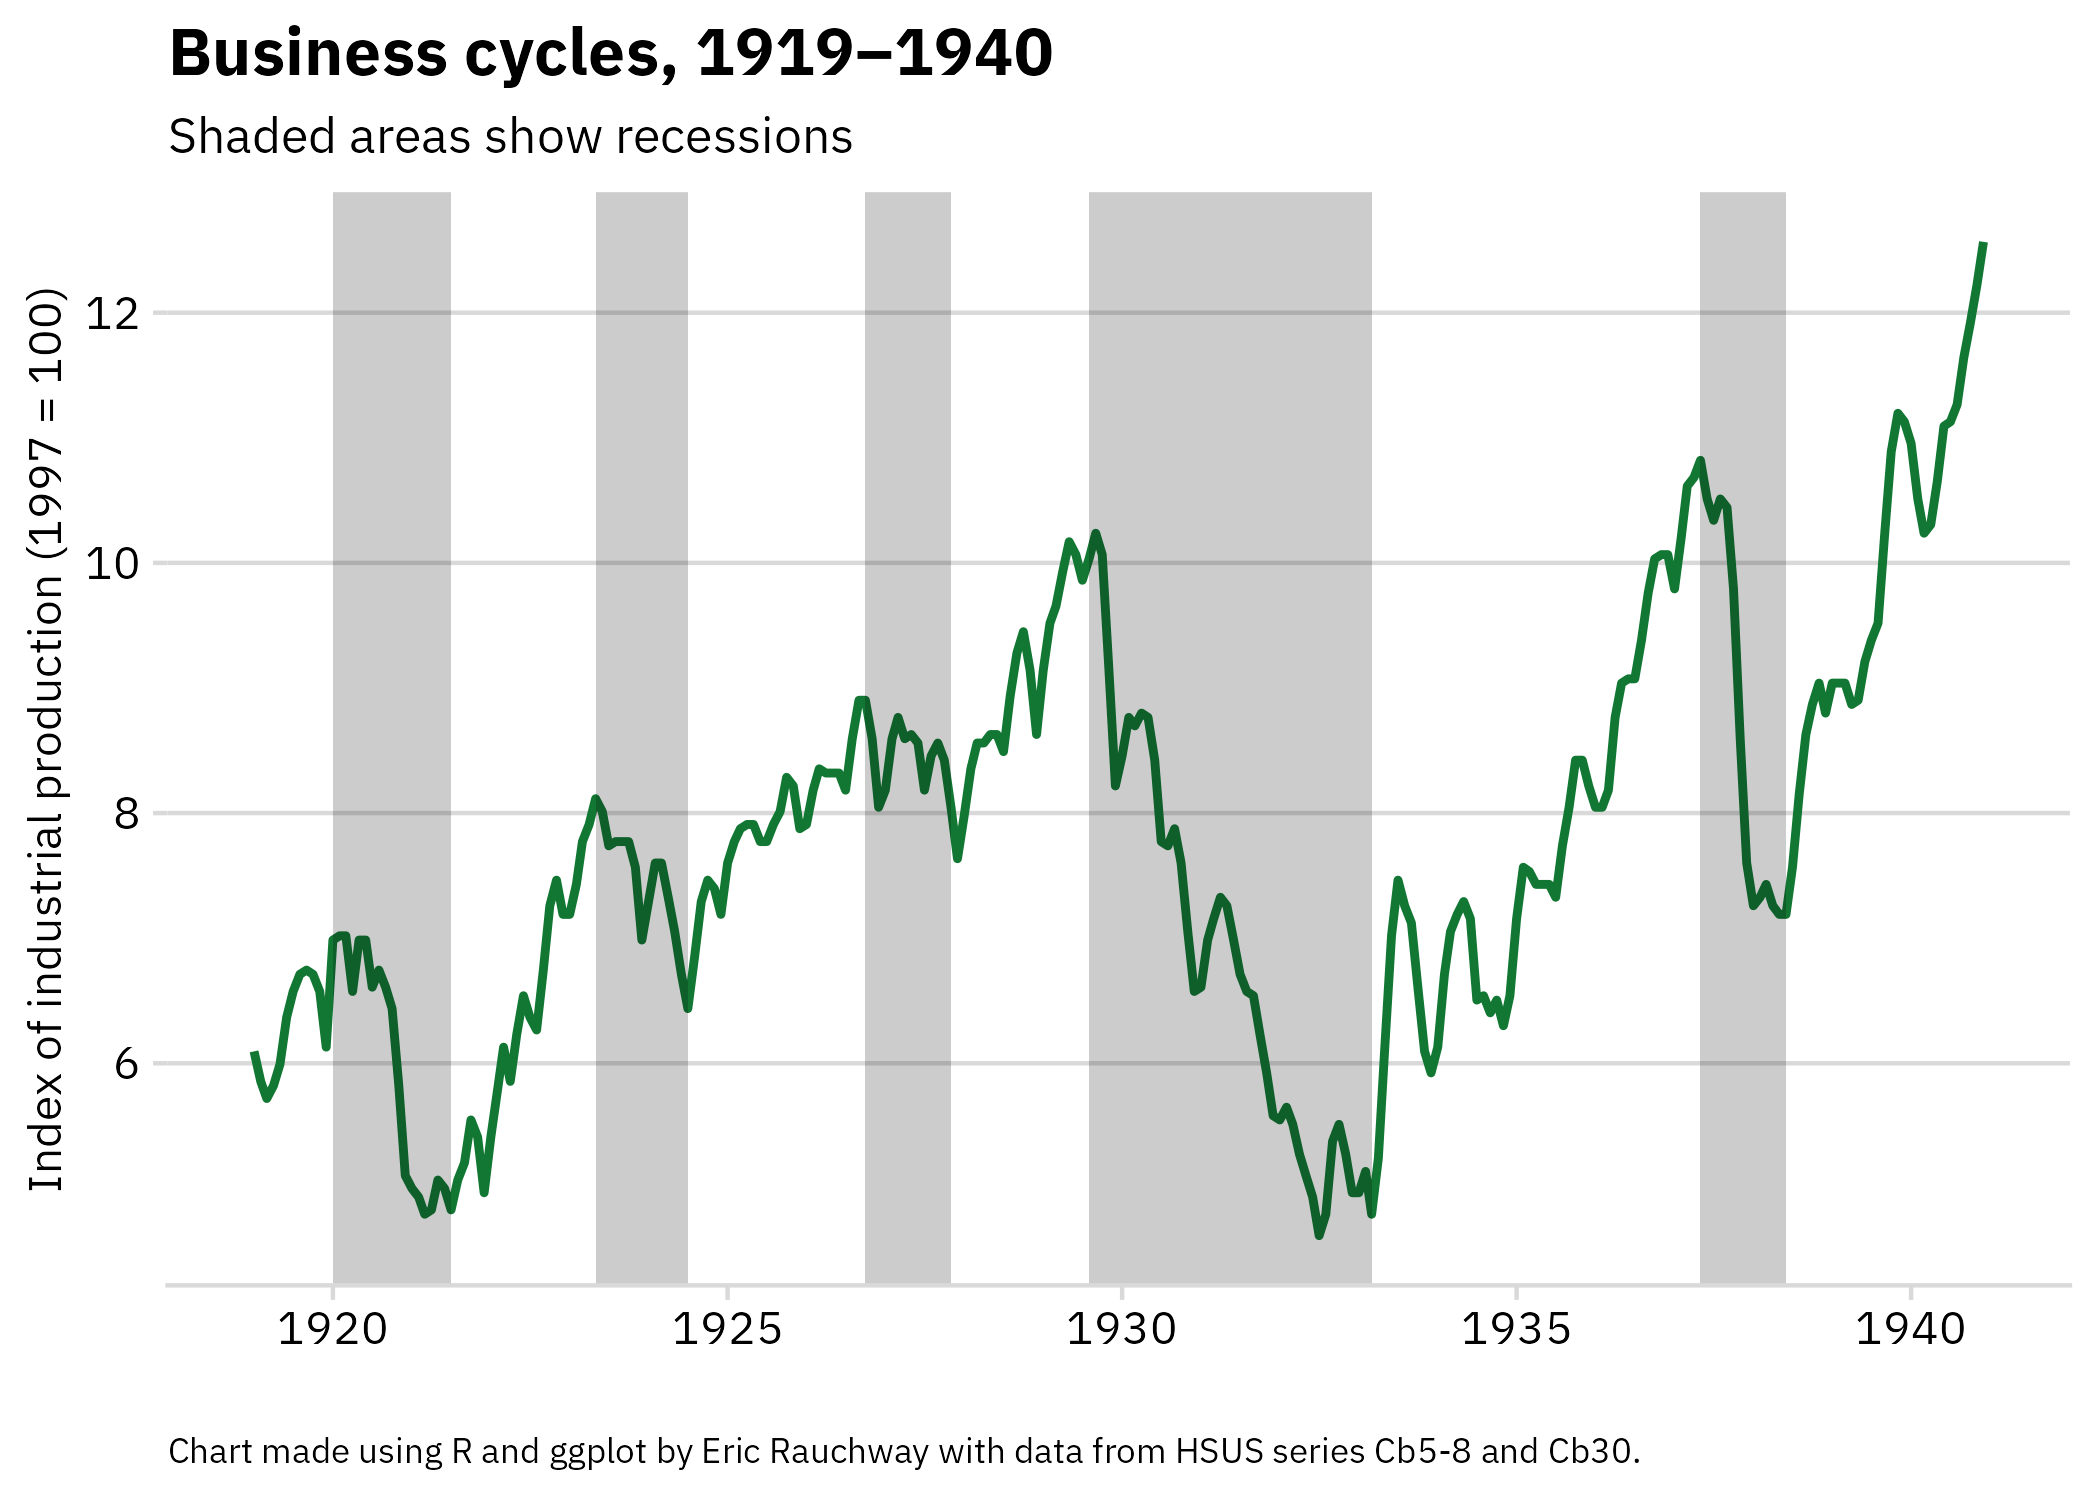 Business cycles, 1919–1940
Shaded areas show recessions
Index of industrial production (1997 = 100)
12
10
8
6
1920
1925
1930
1935
1940
Chart made using R and ggplot by Eric Rauchway with data from HSUS series Cb5-8 and Cb30.